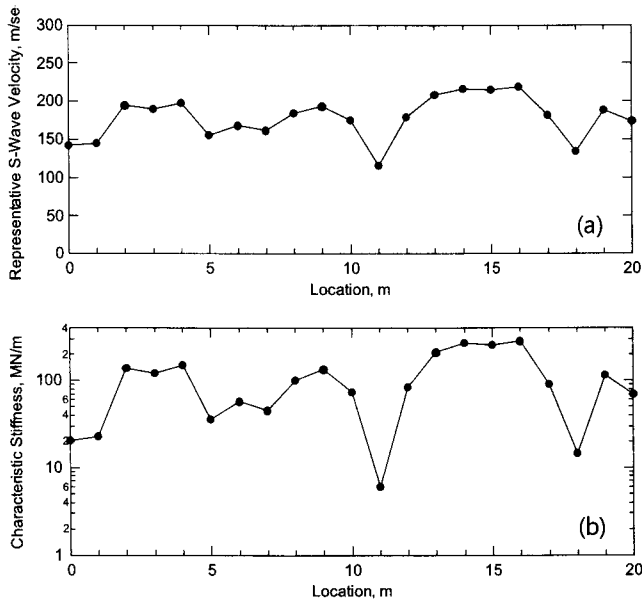 Representative S-Wave Velocity, m/se
300
250
200
150
100
50
0
(a)
0 5 10 15 20
Location, m
Characteristic Stiffness, MN/m
4
2
100
6
4
2
10
6
4
2
1
(b)
0 5 10 15 20
Location, m